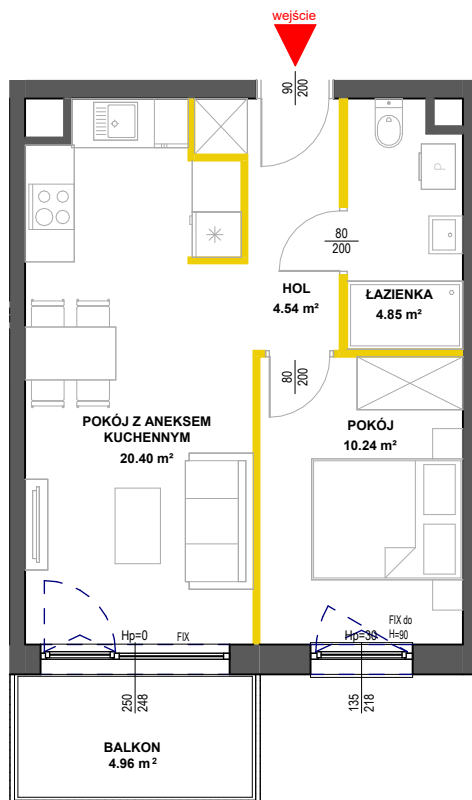 wejście
90
200
P
80
200
HOL
4.54 m²
ŁAZIENKA
4.85 m²
80
200
POKÓJ Z ANEKSEM
KUCHENNYM
20.40 m²
POKÓJ
10.24 m²
Hp=0
FIX
Hp=30
FIX do
H=90
250
248
135
218
BALKON
4.96 m²